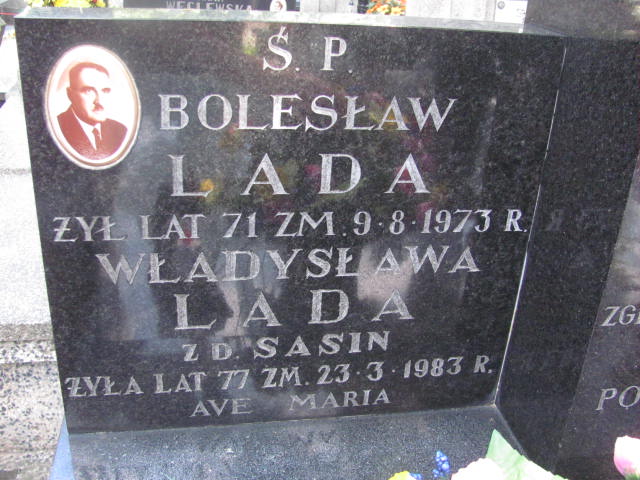 WĘGLEWSKA
Ś. P.
BOLESŁAW
LADA
ŻYŁ LAT 71 ZM. 9·8·1973 R.
WŁADYSŁAWA
LADA
Z D. SASIN
ŻYŁA LAT 77 ZM. 23·3·1983 R.
AVE MARIA